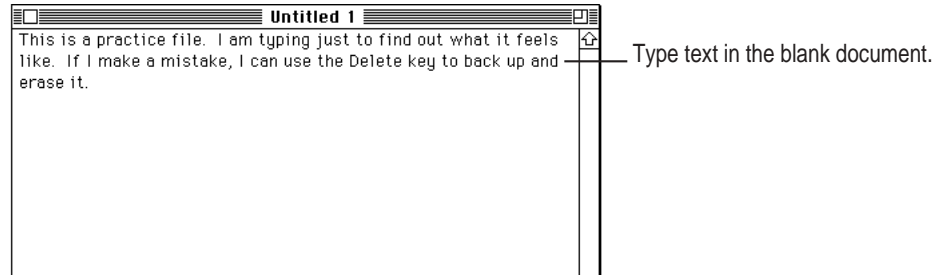 Untitled 1
This is a practice file.  I am typing just to find out what it feels
like.  If I make a mistake, I can use the Delete key to back up and
erase it.
Type text in the blank document.